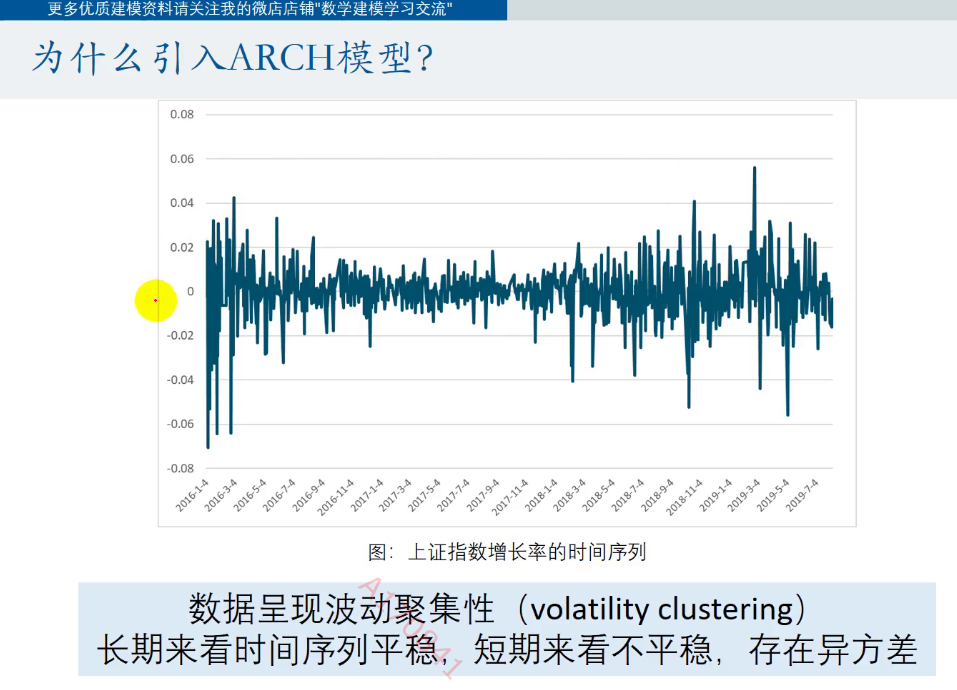 更多优质建模资料请关注我的微店店铺"数学建模学习交流"
为什么引入ARCH模型?
0.08
0.06
0.04
0.02
0
-0.02
-0.04
-0.06
-0.08
2016-1-4 2016-3-4 2016-5-4 2016-7-4 2016-9-4 2016-11-4 2017-1-4 2017-3-4 2017-5-4 2017-7-4 2017-9-4 2017-11-4 2018-1-4 2018-3-4 2018-5-4 2018-7-4 2018-9-4 2018-11-4 2019-1-4 2019-3-4 2019-5-4 2019-7-4
图：上证指数增长率的时间序列
数据呈现波动聚集性（volatility clustering）
长期来看时间序列平稳，短期来看不平稳，存在异方差